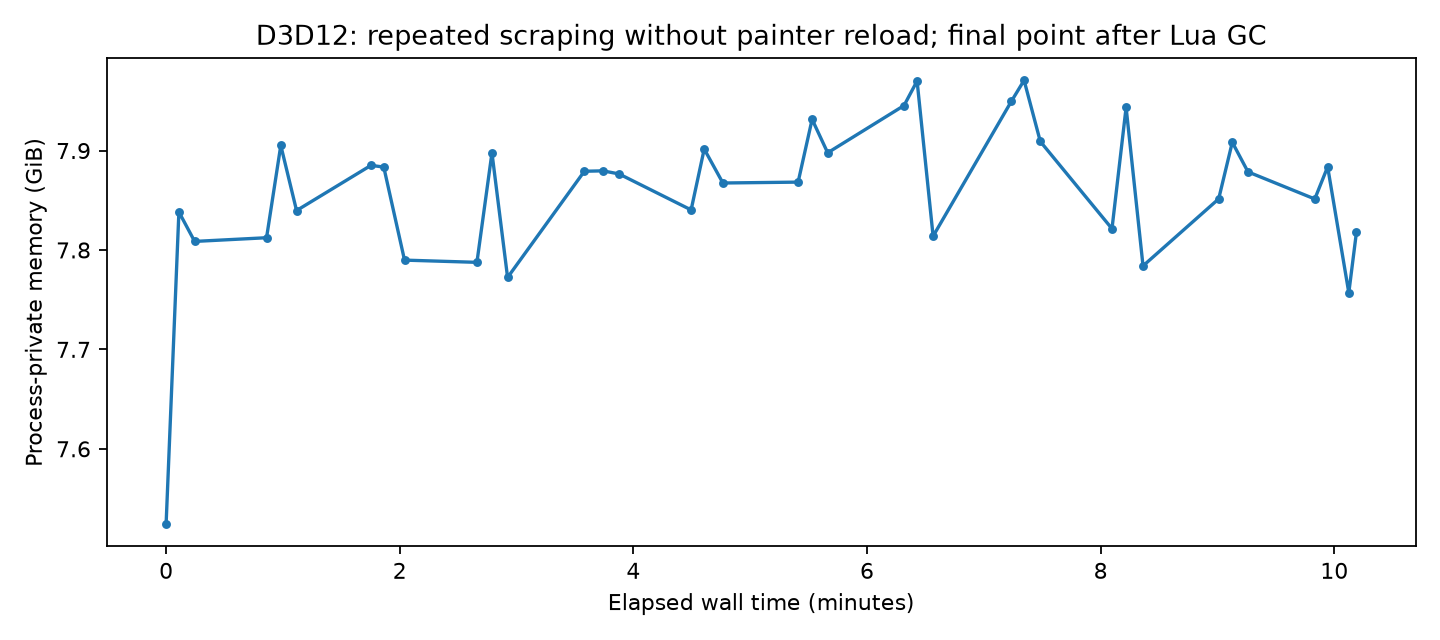 D3D12: repeated scraping without painter reload; final point after Lua GC
Process-private memory (GiB)
7.9
7.8
7.7
7.6
0 2 4 6 8 10
Elapsed wall time (minutes)